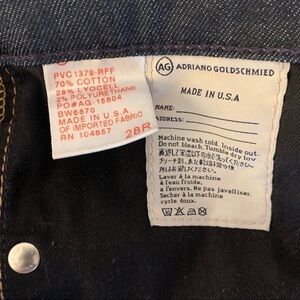 PVC1379-RFF
70% COTTON
28% LYOCELL
2% POLYURETHANE
PO#AG-15804
BW8870
MADE IN U.S.A
OF IMPORTED FABRIC
RN 104857
28R
AG ADRIANO GOLDSCHMIED
MADE IN U.S.A
NAME:
ADDRESS:
Machine wash cold. Inside out.
Do not bleach. Tumble dry low
Laver à la machine
à l'eau froide,
à l'envers. Ne pas javelliser.
Sécher à la machine
cycle doux.